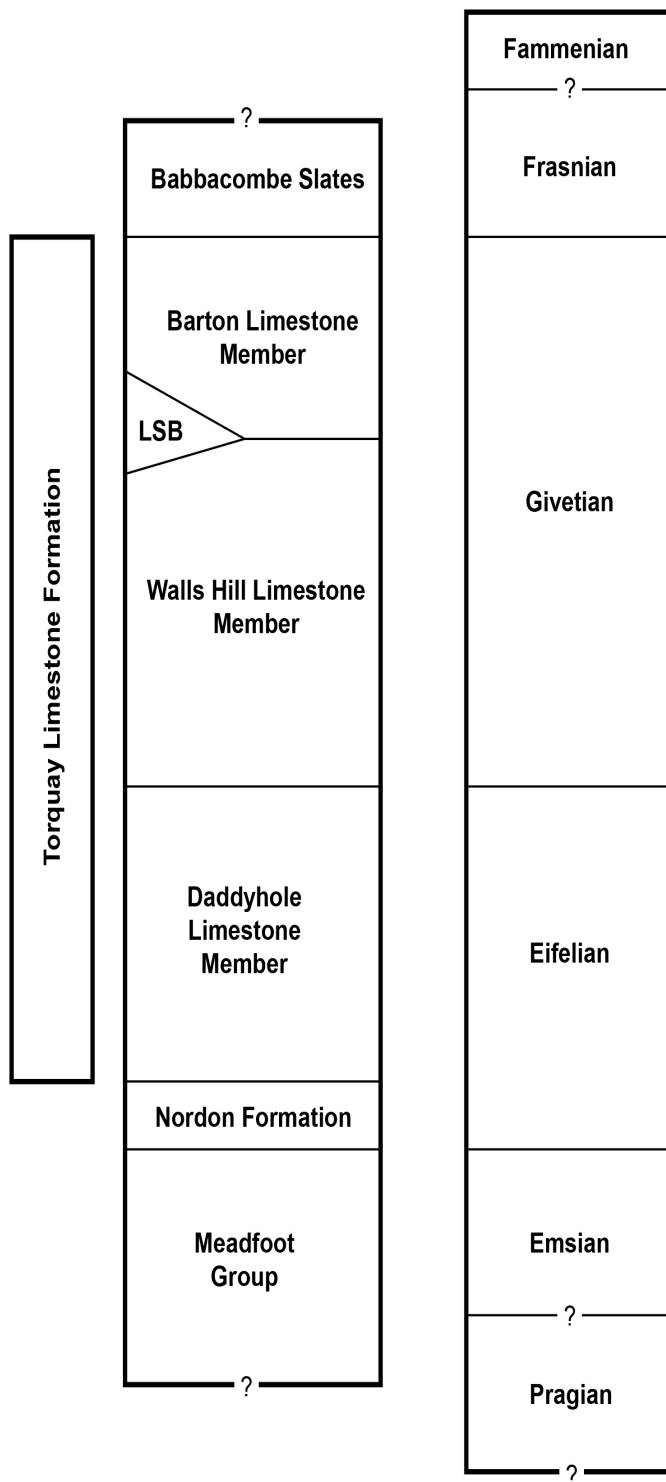 Torquay Limestone Formation
?
Babbacombe Slates
Barton Limestone
Member
LSB
Walls Hill Limestone
Member
Daddyhole
Limestone
Member
Nordon Formation
Meadfoot
Group
?
Fammenian
?
Frasnian
Givetian
Eifelian
Emsian
?
Pragian
?